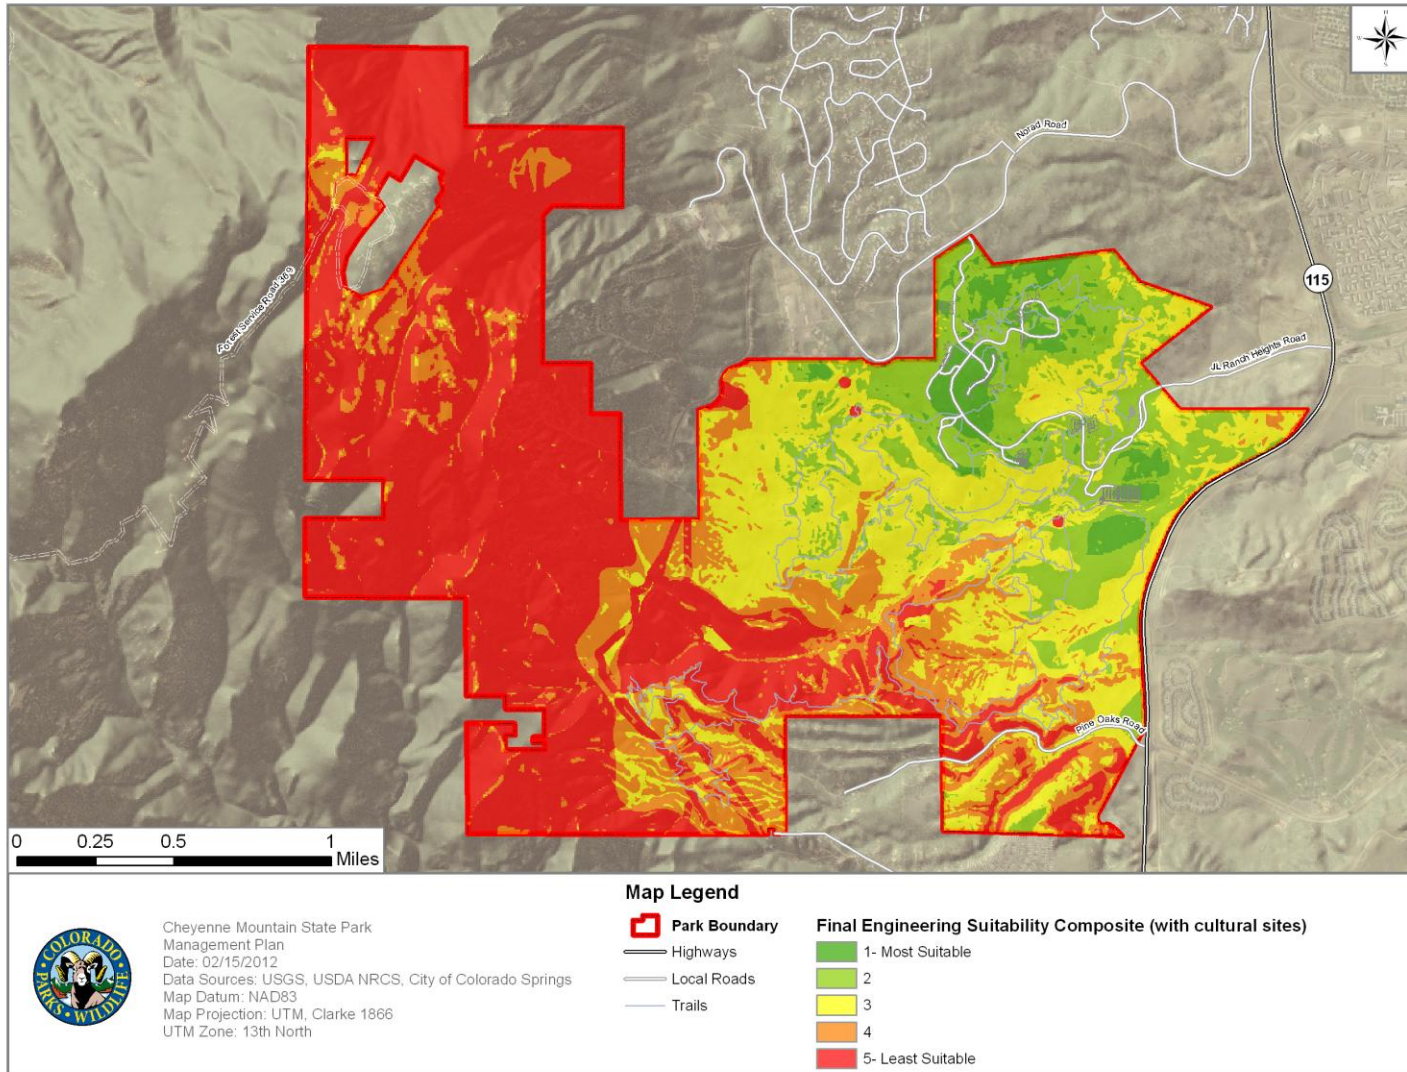 N
W
E
S
Norad Road
115
Forest Service Road 369
JL Ranch Heights Road
Pine Oaks Road
0 0.25 0.5 1
Miles
COLORADO
PARKS • WILDLIFE
Cheyenne Mountain State Park
Management Plan
Date: 02/15/2012
Data Sources: USGS, USDA NRCS, City of Colorado Springs
Map Datum: NAD83
Map Projection: UTM, Clarke 1866
UTM Zone: 13th North
Map Legend
Park Boundary
Highways
Local Roads
Trails
Final Engineering Suitability Composite (with cultural sites)
1- Most Suitable
2
3
4
5- Least Suitable